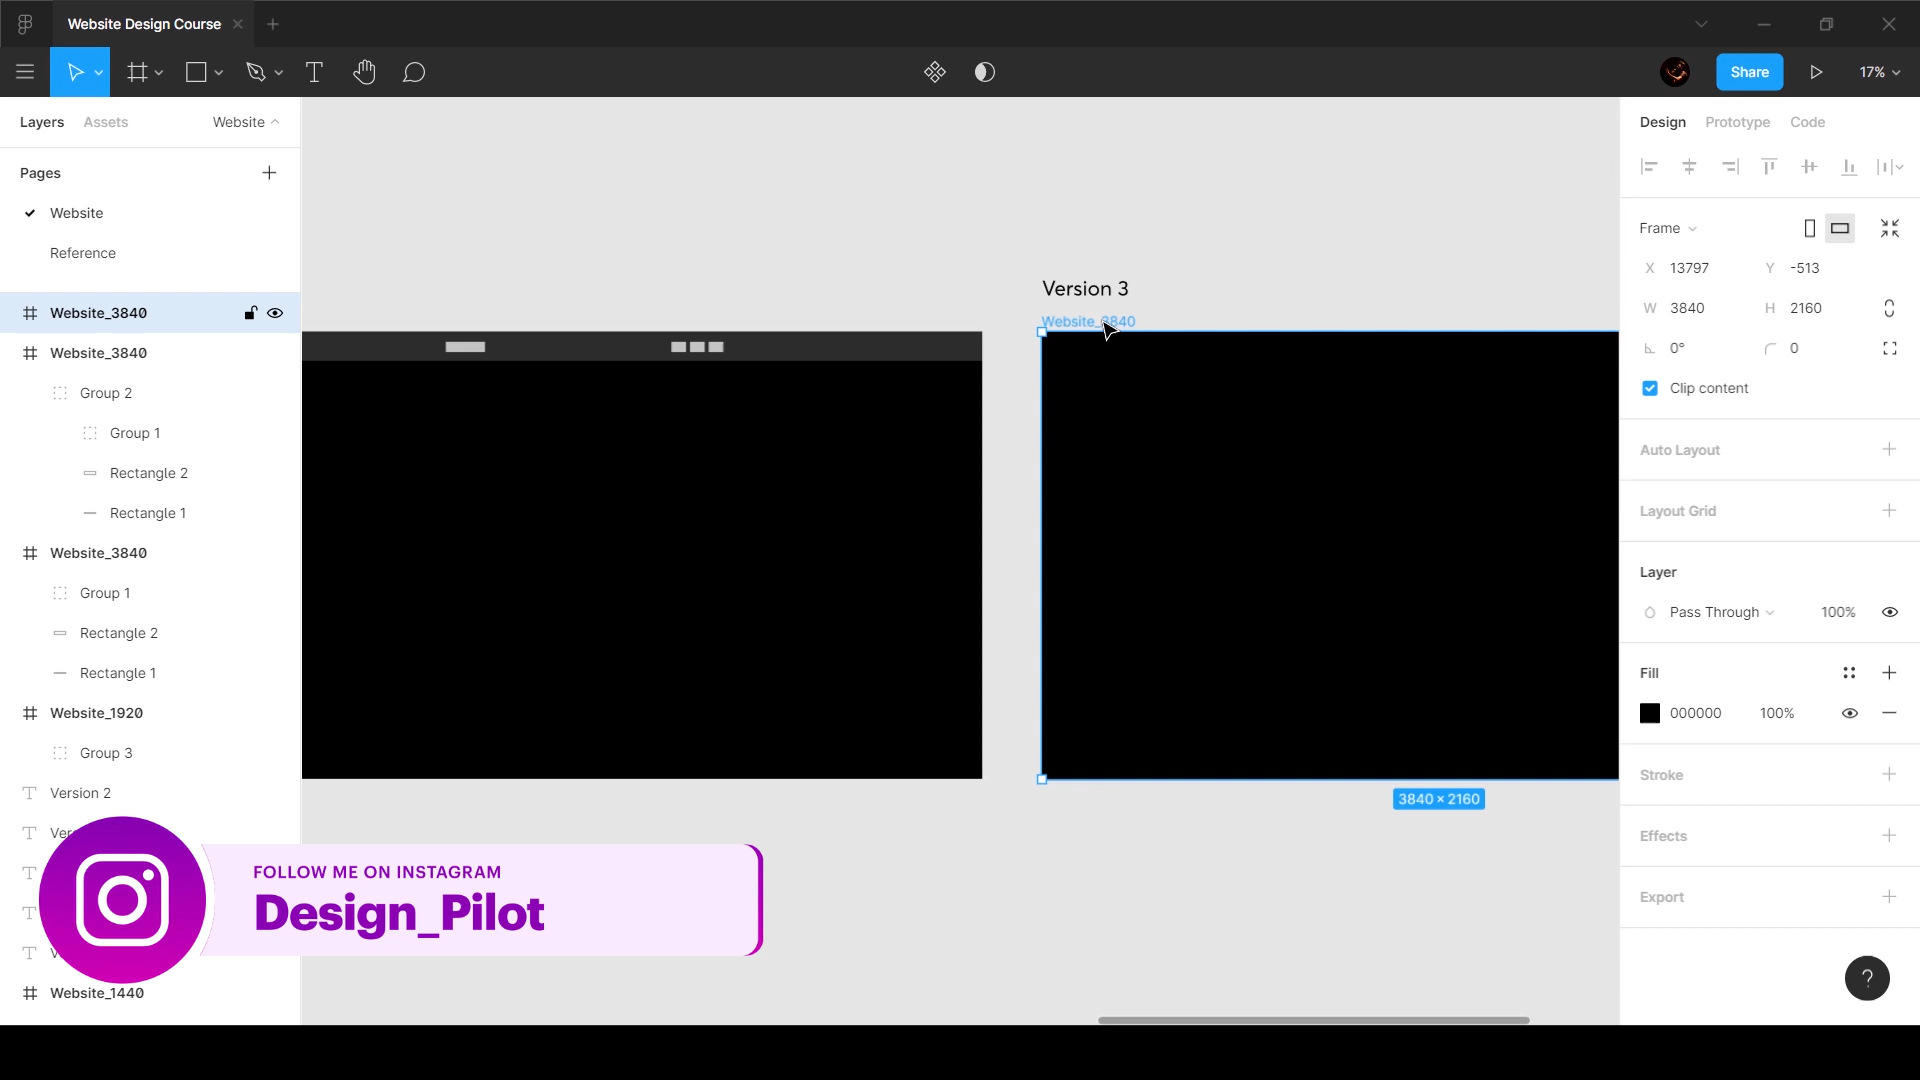 Website Design Course
Share
17%
Layers
Assets
Website
Pages
Website
Reference
Website_3840
Website_3840
Group 2
Group 1
Rectangle 2
Rectangle 1
Website_3840
Group 1
Rectangle 2
Rectangle 1
Website_1920
Group 3
Version 2
Website_1440
Version 3
Website_3840
3840 × 2160
FOLLOW ME ON INSTAGRAM
Design_Pilot
Design
Prototype
Code
Frame
X 13797
Y -513
W 3840
H 2160
0°
0
Clip content
Auto Layout
Layout Grid
Layer
Pass Through
100%
Fill
000000
100%
Stroke
Effects
Export
?